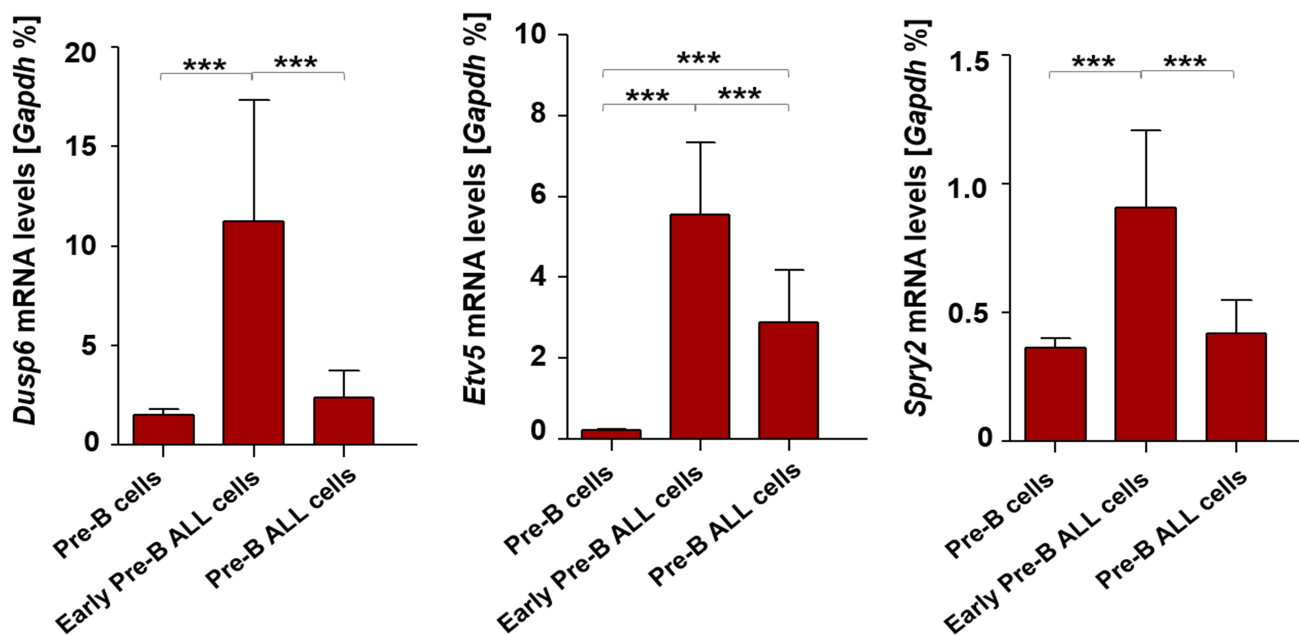 Dusp6 mRNA levels [Gapdh %]
20
15
10
5
0
***
***
Pre-B cells
Early Pre-B ALL cells
Pre-B ALL cells
Etv5 mRNA levels [Gapdh %]
10
8
6
4
2
0
***
***
***
Pre-B cells
Early Pre-B ALL cells
Pre-B ALL cells
Spry2 mRNA levels [Gapdh %]
1.5
1.0
0.5
0
***
***
Pre-B cells
Early Pre-B ALL cells
Pre-B ALL cells